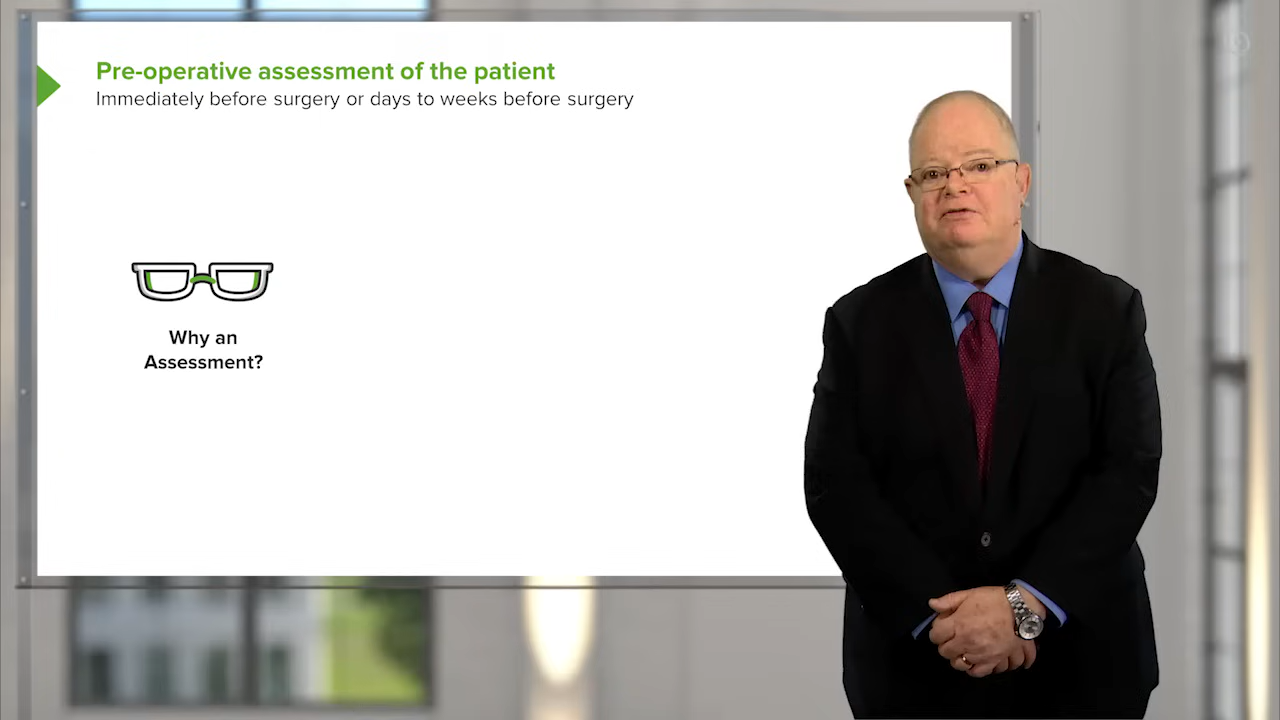 Pre-operative assessment of the patient
Immediately before surgery or days to weeks before surgery
Why an
Assessment?